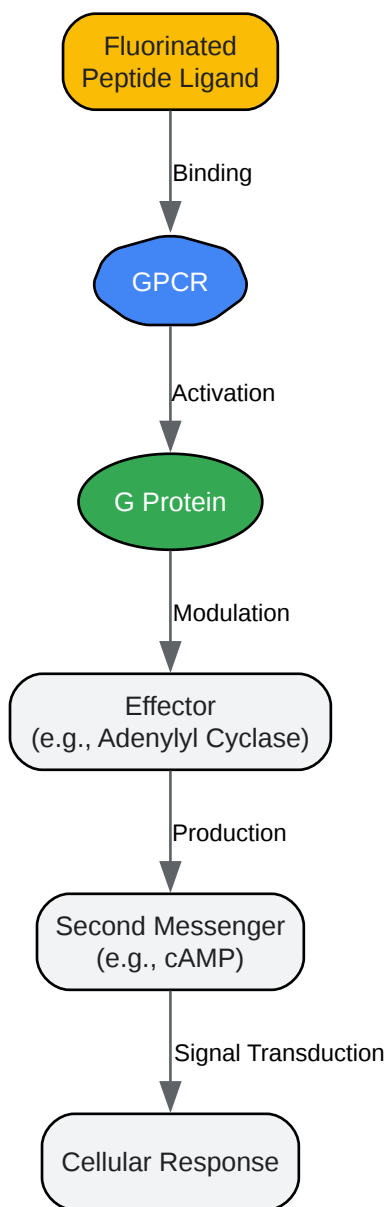 Fluorinated
Peptide Ligand
Binding
GPCR
Activation
G Protein
Modulation
Effector
(e.g., Adenylyl Cyclase)
Production
Second Messenger
(e.g., cAMP)
Signal Transduction
Cellular Response